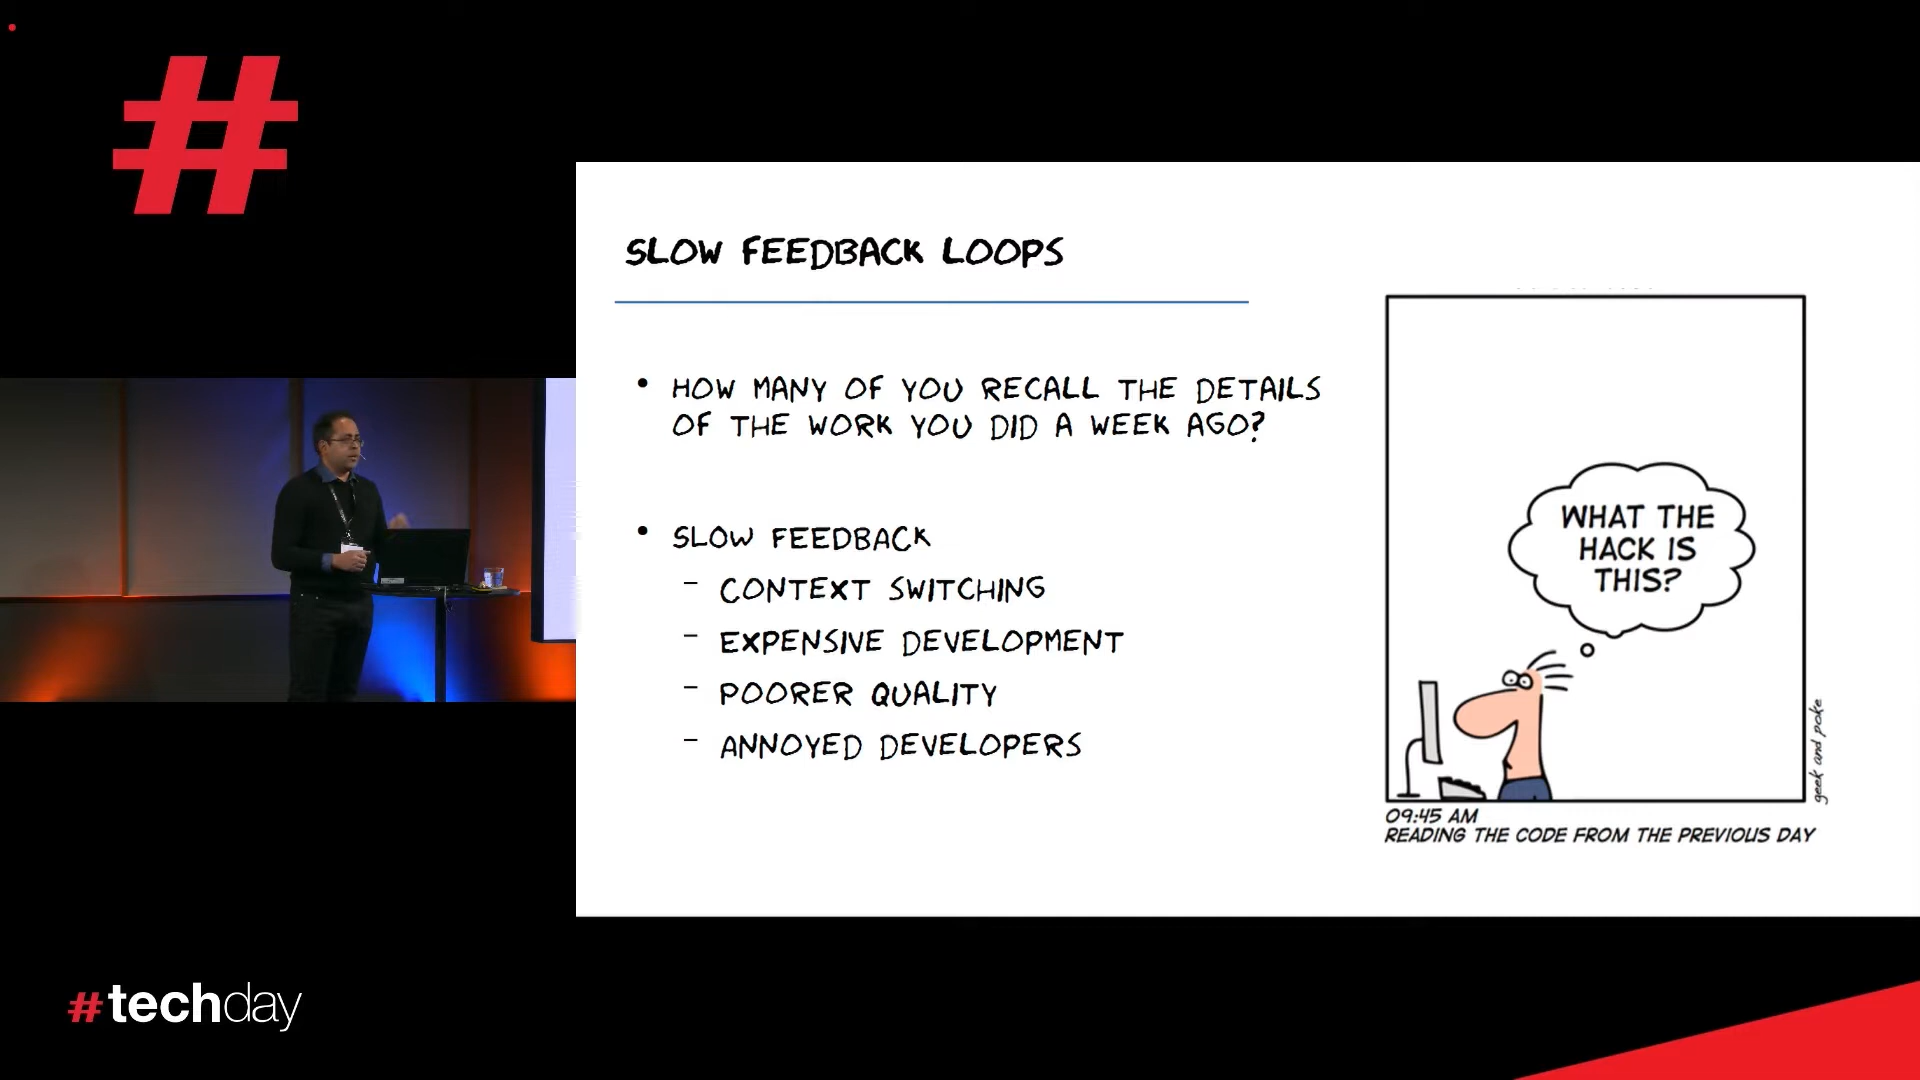 #
SLOW FEEDBACK LOOPS
• HOW MANY OF YOU RECALL THE DETAILS
OF THE WORK YOU DID A WEEK AGO?
• SLOW FEEDBACK
- CONTEXT SWITCHING
- EXPENSIVE DEVELOPMENT
- POORER QUALITY
- ANNOYED DEVELOPERS
WHAT THE
HACK IS
THIS?
geek and poke
09:45 AM
READING THE CODE FROM THE PREVIOUS DAY
#techday